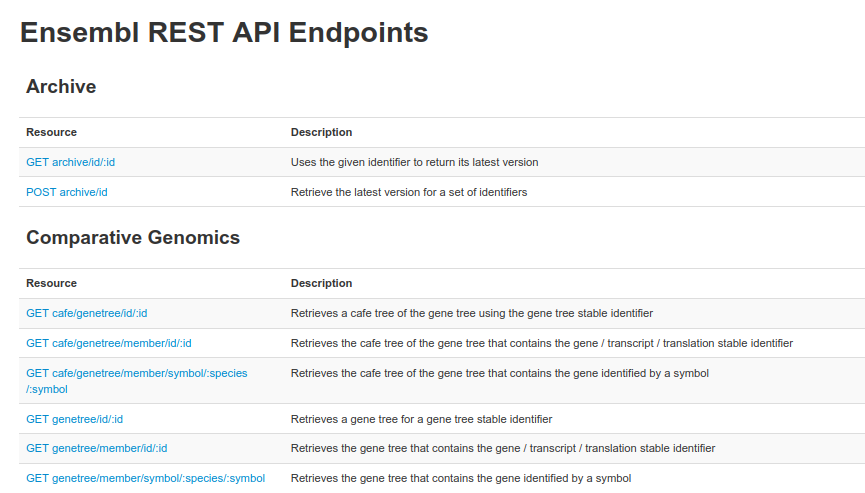 Ensembl REST API Endpoints
Archive
Resource Description
GET archive/id/:id Uses the given identifier to return its latest version
POST archive/id Retrieve the latest version for a set of identifiers
Comparative Genomics
Resource Description
GET cafe/genetree/id/:id Retrieves a cafe tree of the gene tree using the gene tree stable identifier
GET cafe/genetree/member/id/:id Retrieves the cafe tree of the gene tree that contains the gene / transcript / translation stable identifier
GET cafe/genetree/member/symbol/:species Retrieves the cafe tree of the gene tree that contains the gene identified by a symbol
/:symbol
GET genetree/id/:id Retrieves a gene tree for a gene tree stable identifier
GET genetree/member/id/:id Retrieves the gene tree that contains the gene / transcript / translation stable identifier
GET genetree/member/symbol/:species/:symbol Retrieves the gene tree that contains the gene identified by a symbol